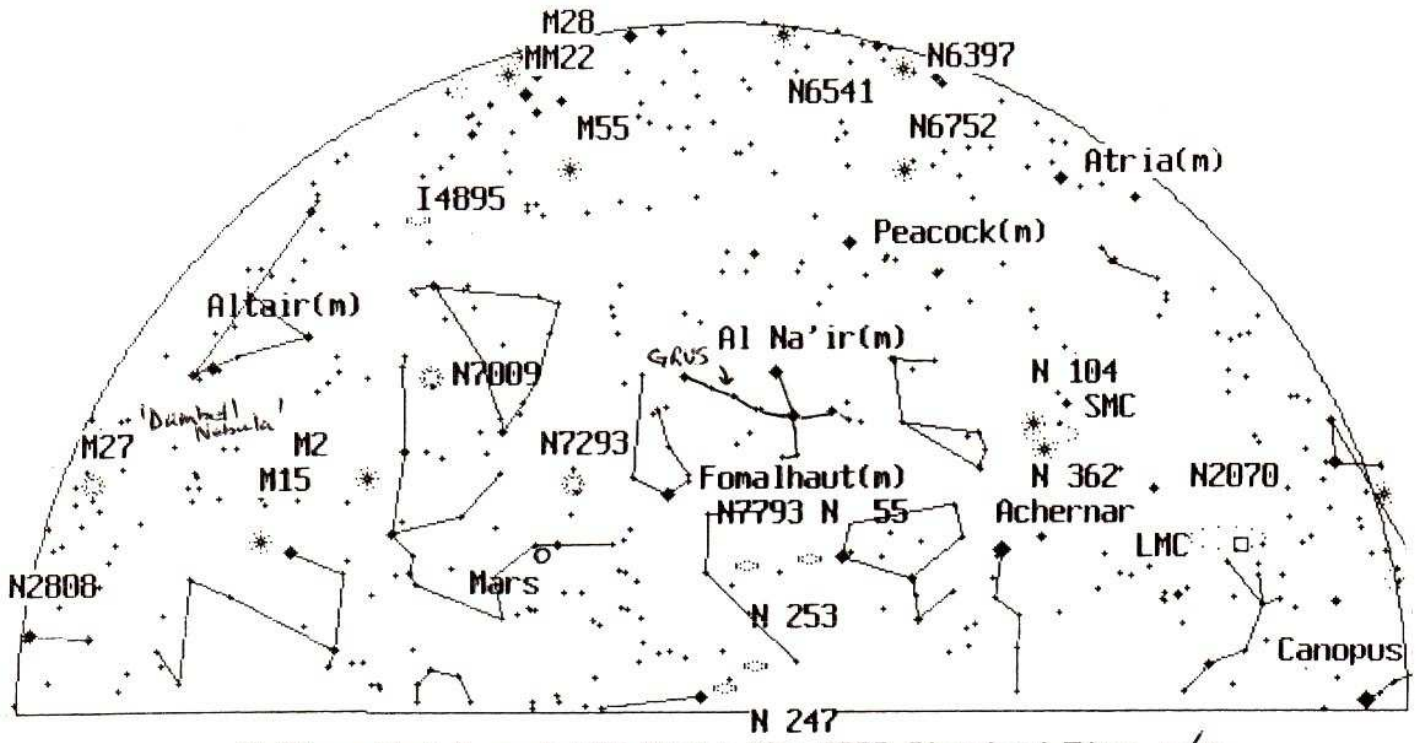 M28
MM22
N6397
N6541
M55
N6752
Atria(m)
I4895
Peacock(m)
Altair(m)
Al Na'ir(m)
GRUS
N7009
N 104
SMC
'Dumbell
Nebula'
M27
M2
N7293
M15
Fomalhaut(m)
N 362
N2070
N7793 N 55
Achernar
LMC
N2808
Mars
N 253
Canopus
N 247